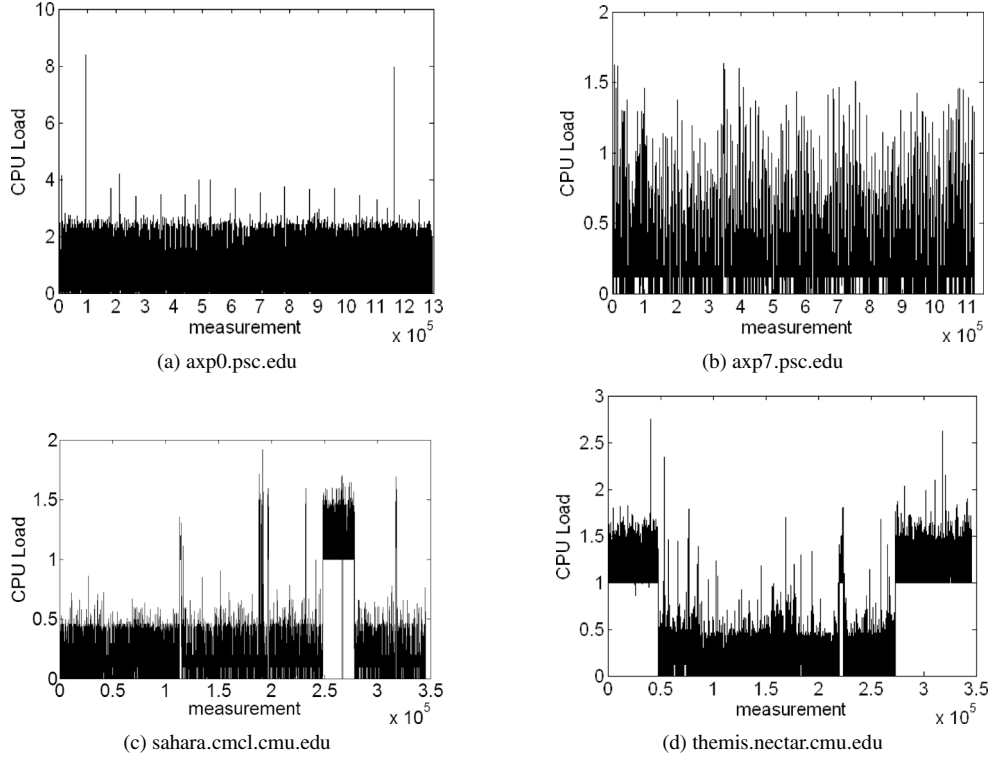 10
8
6
4
2
0
CPU Load
0 1 2 3 4 5 6 7 8 9 10 11 12 13
measurement
x 10^5
(a) axp0.psc.edu
2
1.5
1
0.5
0
CPU Load
0 1 2 3 4 5 6 7 8 9 10 11
measurement
x 10^5
(b) axp7.psc.edu
2
1.5
1
0.5
0
CPU Load
0 0.5 1 1.5 2 2.5 3 3.5
measurement
x 10^5
(c) sahara.cmcl.cmu.edu
3
2.5
2
1.5
1
0.5
0
CPU Load
0 0.5 1 1.5 2 2.5 3 3.5
measurement
x 10^5
(d) themis.nectar.cmu.edu